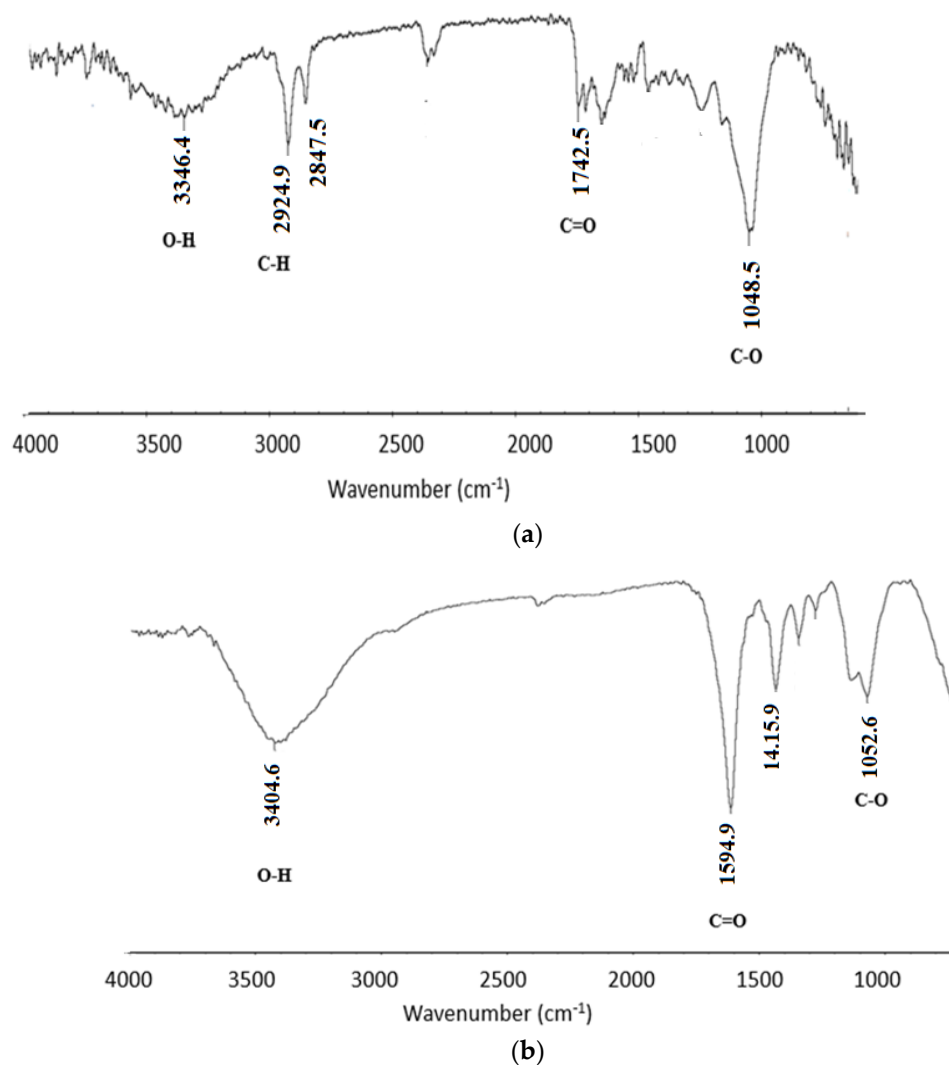 3346.4
2924.9
2847.5
1742.5
1048.5
O-H
C-H
C=O
C-O
4000 3500 3000 2500 2000 1500 1000
Wavenumber (cm-1)
(a)
3404.6
1594.9
14.15.9
1052.6
O-H
C=O
C-O
4000 3500 3000 2500 2000 1500 1000
Wavenumber (cm-1)
(b)